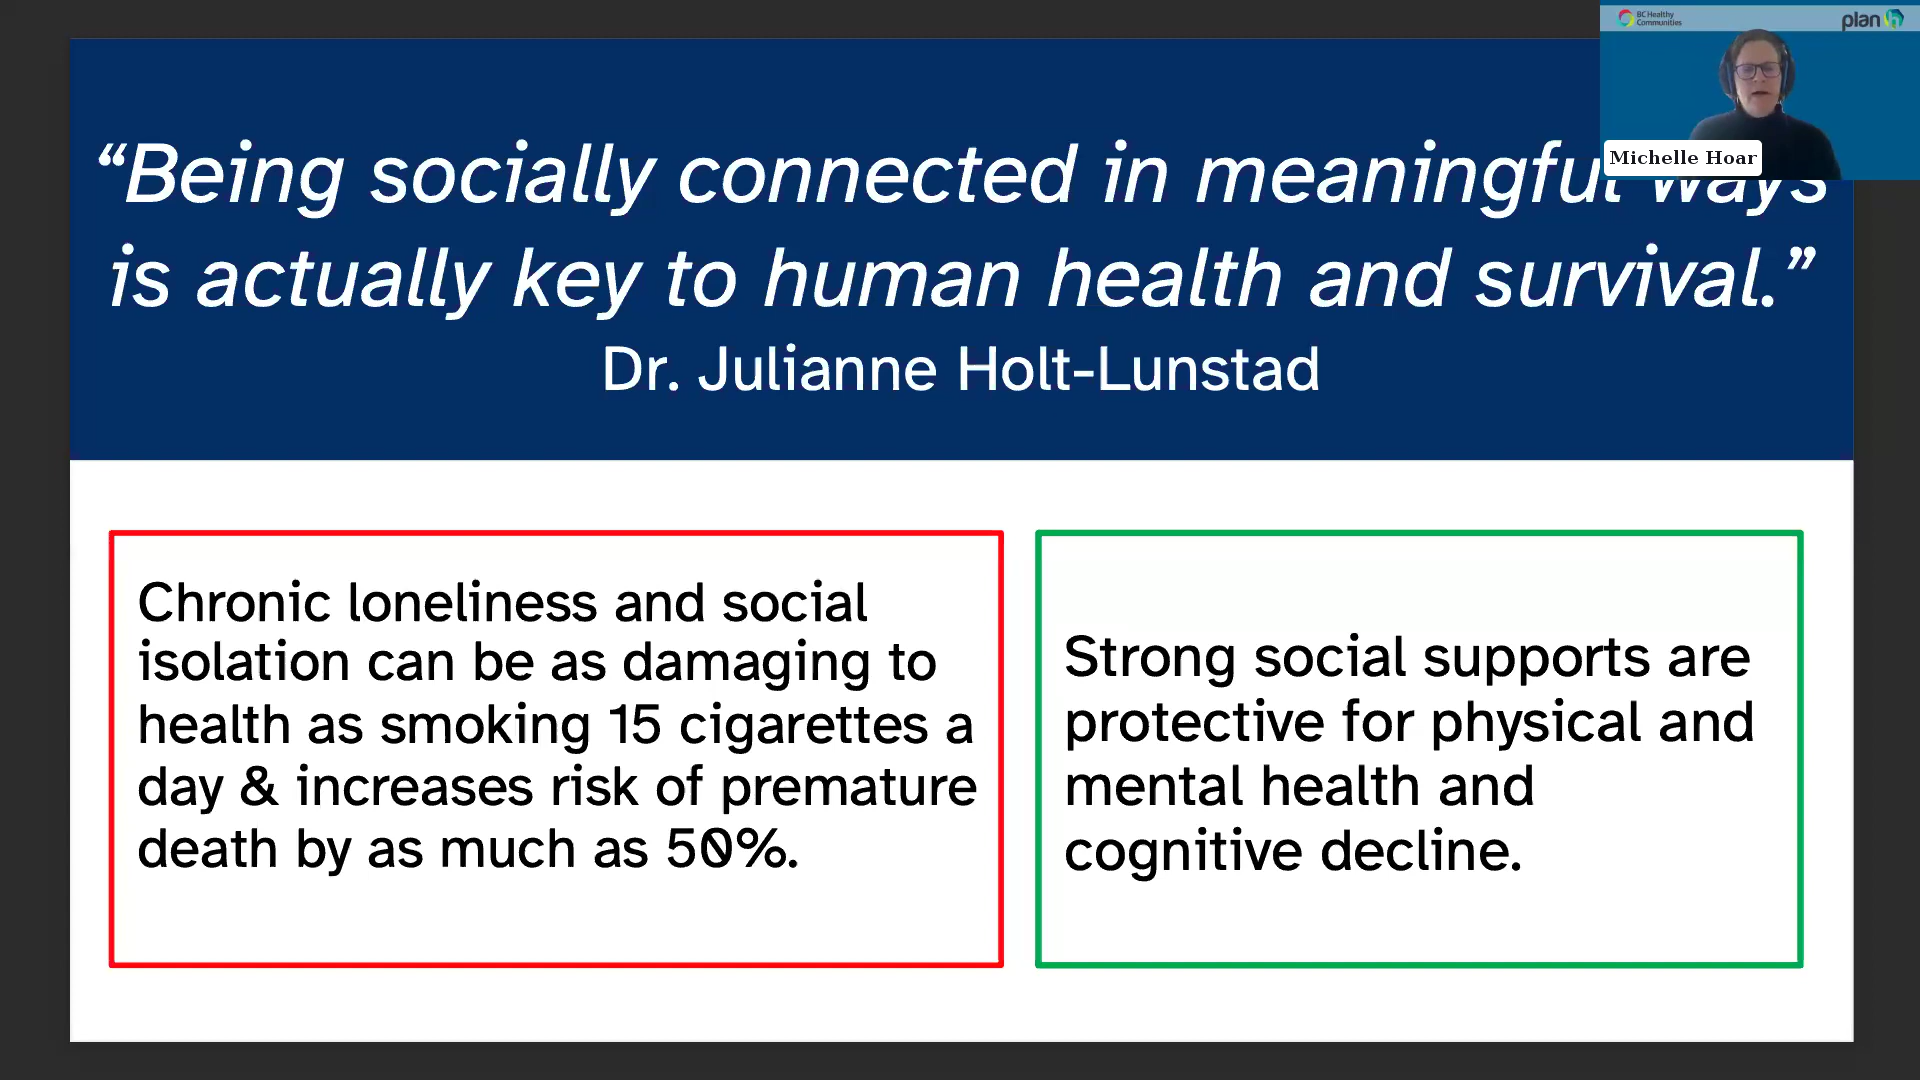 BC Healthy
Communities
plan h
“Being socially connected in meaningful ways
Michelle Hoar
is actually key to human health and survival.”
Dr. Julianne Holt-Lunstad
Chronic loneliness and social
isolation can be as damaging to
health as smoking 15 cigarettes a
day & increases risk of premature
death by as much as 50%.
Strong social supports are
protective for physical and
mental health and
cognitive decline.